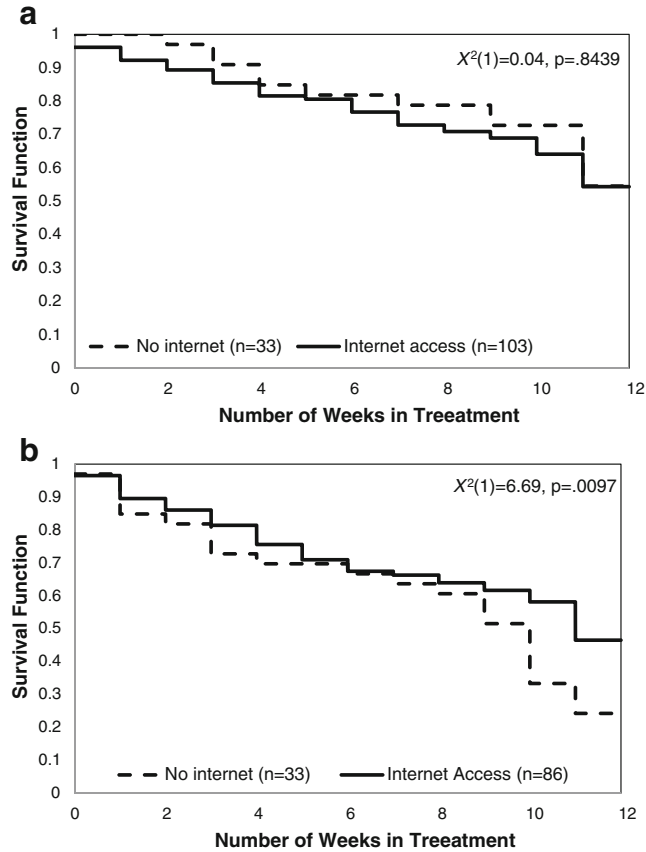 a
1
0.9
0.8
0.7
0.6
0.5
0.4
0.3
0.2
0.1
0
Survival Function
X²(1)=0.04, p=.8439
No internet (n=33) Internet access (n=103)
0 2 4 6 8 10 12
Number of Weeks in Treeatment
b
1
0.9
0.8
0.7
0.6
0.5
0.4
0.3
0.2
0.1
0
Survival Function
X²(1)=6.69, p=.0097
No internet (n=33) Internet Access (n=86)
0 2 4 6 8 10 12
Number of Weeks in Treeatment